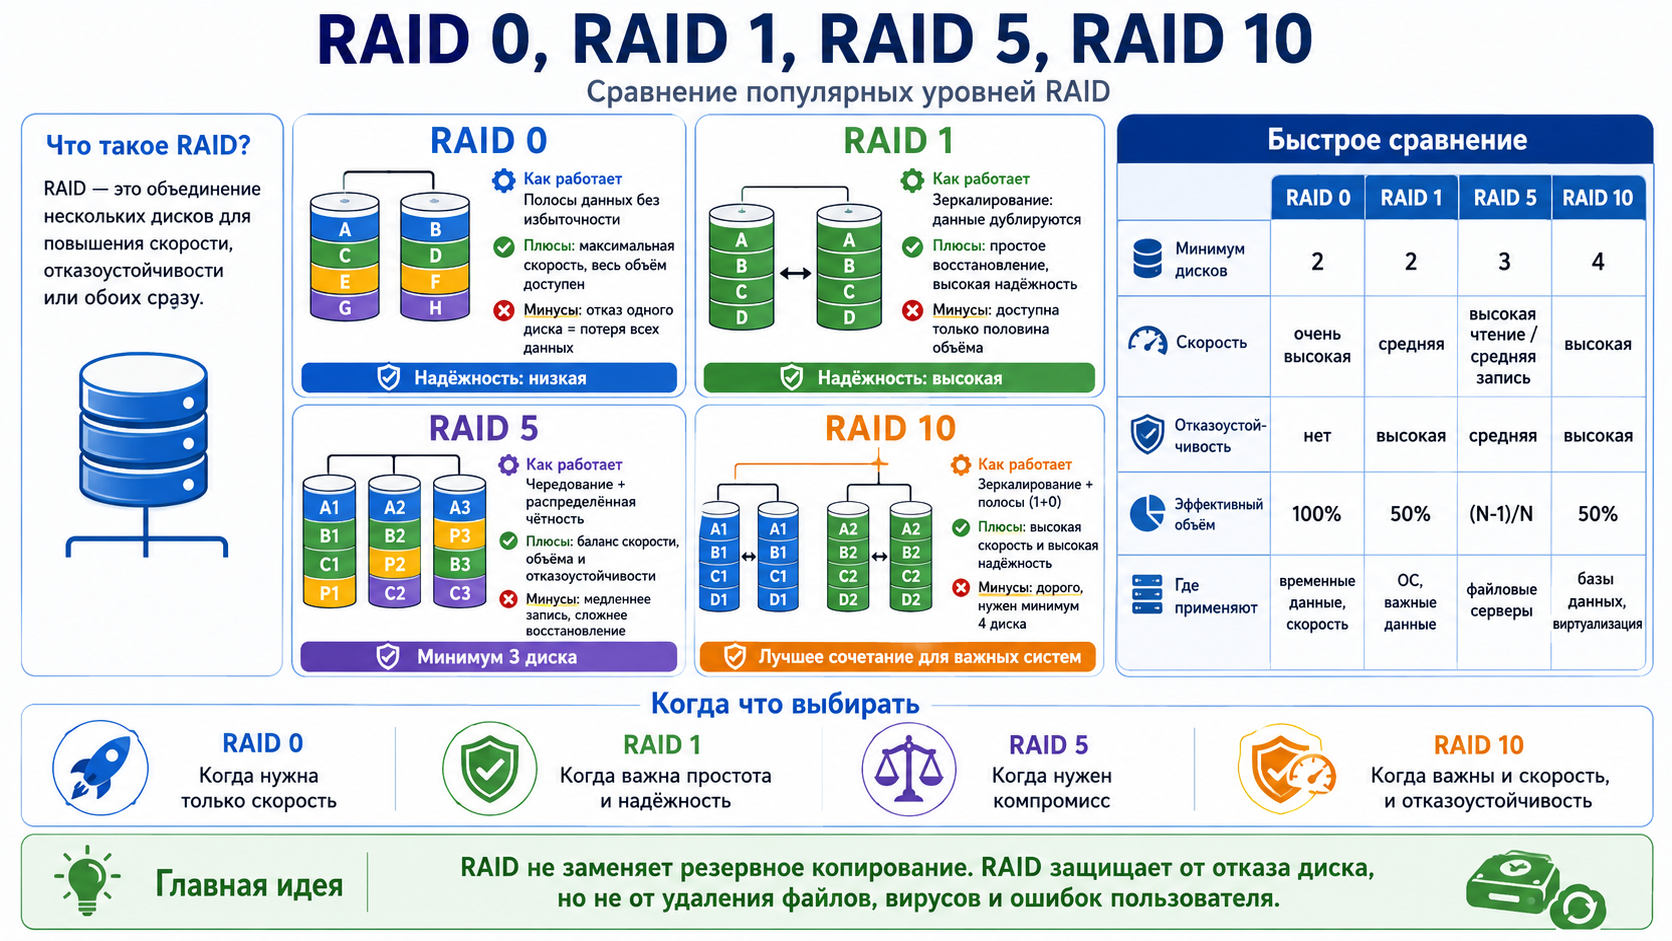 RAID 0, RAID 1, RAID 5, RAID 10
Сравнение популярных уровней RAID
Что такое RAID?
RAID — это объединение
нескольких дисков для
повышения скорости,
отказоустойчивости
или обоих сразу.
RAID 0
A
C
E
G
B
D
F
H
Как работает
Полосы данных без
избыточности
Плюсы: максимальная
скорость, весь объём
доступен
Минусы: отказ одного
диска = потеря всех
данных
Надёжность: низкая
RAID 1
A
B
C
D
A
B
C
D
Как работает
Зеркалирование:
данные дублируются
Плюсы: простое
восстановление,
высокая надёжность
Минусы: доступна
только половина
объёма
Надёжность: высокая
RAID 5
A1
B1
C1
P1
A2
B2
P2
C2
A3
P3
B3
C3
Как работает
Чередование +
распределённая
чётность
Плюсы: баланс скорости,
объёма и
отказоустойчивости
Минусы: медленнее
запись, сложнее
восстановление
Минимум 3 диска
RAID 10
A1
B1
C1
D1
A1
B1
C1
D1
A2
B2
C2
D2
A2
B2
C2
D2
Как работает
Зеркалирование +
полосы (1+0)
Плюсы: высокая
скорость и высокая
надёжность
Минусы: дорого,
нужен минимум
4 диска
Лучшее сочетание для важных систем
Быстрое сравнение
RAID 0 RAID 1 RAID 5 RAID 10
Минимум
дисков
2 2 3 4
Скорость
очень
высокая
средняя
высокая
чтение /
средняя
запись
высокая
Отказоустой-
чивость
нет высокая средняя высокая
Эффективный
объём
100% 50% (N-1)/N 50%
Где
применяют
временные
данные,
скорость
ОС,
важные
данные
файловые
серверы
базы
данных,
виртуализация
Когда что выбирать
RAID 0
Когда нужна
только скорость
RAID 1
Когда важна простота
и надёжность
RAID 5
Когда нужен
компромисс
RAID 10
Когда важны и скорость,
и отказоустойчивость
Главная идея
RAID не заменяет резервное копирование. RAID защищает от отказа диска,
но не от удаления файлов, вирусов и ошибок пользователя.